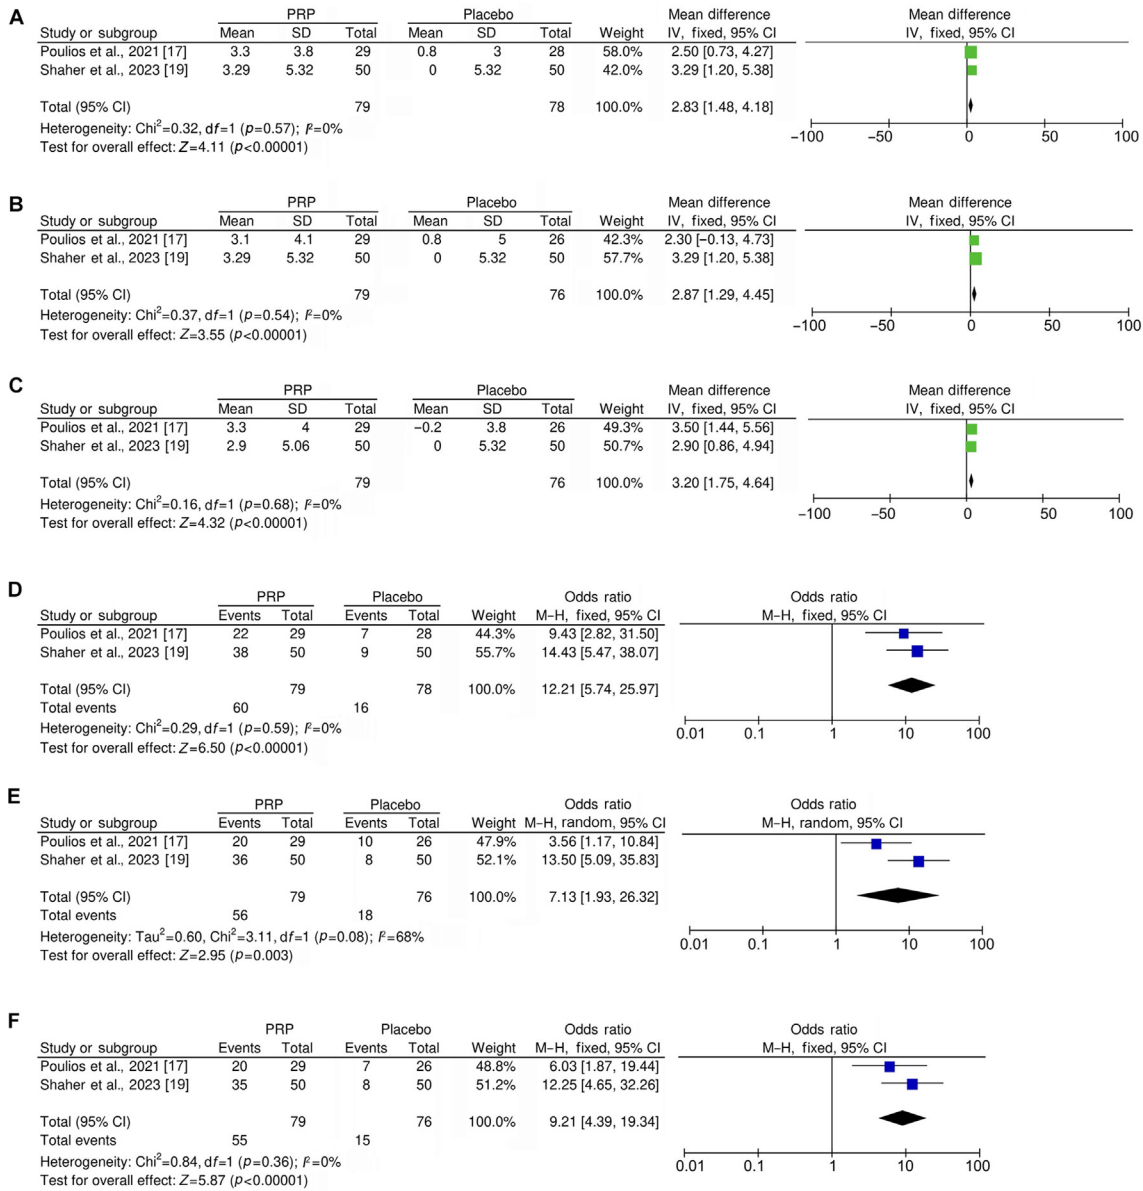 A
PRP Placebo Mean difference Mean difference
Study or subgroup Mean SD Total Mean SD Total Weight IV, fixed, 95% CI IV, fixed, 95% CI
Poulios et al., 2021 [17] 3.3 3.8 29 0.8 3 28 58.0% 2.50 [0.73, 4.27]
Shaher et al., 2023 [19] 3.29 5.32 50 0 5.32 50 42.0% 3.29 [1.20, 5.38]
Total (95% CI) 79 78 100.0% 2.83 [1.48, 4.18]
Heterogeneity: Chi²=0.32, df=1 (p=0.57); I²=0%
Test for overall effect: Z=4.11 (p<0.00001)
−100 −50 0 50 100
B
PRP Placebo Mean difference Mean difference
Study or subgroup Mean SD Total Mean SD Total Weight IV, fixed, 95% CI IV, fixed, 95% CI
Poulios et al., 2021 [17] 3.1 4.1 29 0.8 5 26 42.3% 2.30 [−0.13, 4.73]
Shaher et al., 2023 [19] 3.29 5.32 50 0 5.32 50 57.7% 3.29 [1.20, 5.38]
Total (95% CI) 79 76 100.0% 2.87 [1.29, 4.45]
Heterogeneity: Chi²=0.37, df=1 (p=0.54); I²=0%
Test for overall effect: Z=3.55 (p<0.00001)
−100 −50 0 50 100
C
PRP Placebo Mean difference Mean difference
Study or subgroup Mean SD Total Mean SD Total Weight IV, fixed, 95% CI IV, fixed, 95% CI
Poulios et al., 2021 [17] 3.3 4 29 −0.2 3.8 26 49.3% 3.50 [1.44, 5.56]
Shaher et al., 2023 [19] 2.9 5.06 50 0 5.32 50 50.7% 2.90 [0.86, 4.94]
Total (95% CI) 79 76 100.0% 3.20 [1.75, 4.64]
Heterogeneity: Chi²=0.16, df=1 (p=0.68); I²=0%
Test for overall effect: Z=4.32 (p<0.00001)
−100 −50 0 50 100
D
PRP Placebo Odds ratio Odds ratio
Study or subgroup Events Total Events Total Weight M−H, fixed, 95% CI M−H, fixed, 95% CI
Poulios et al., 2021 [17] 22 29 7 28 44.3% 9.43 [2.82, 31.50]
Shaher et al., 2023 [19] 38 50 9 50 55.7% 14.43 [5.47, 38.07]
Total (95% CI) 79 78 100.0% 12.21 [5.74, 25.97]
Total events 60 16
Heterogeneity: Chi²=0.29, df=1 (p=0.59); I²=0%
Test for overall effect: Z=6.50 (p<0.00001)
0.01 0.1 1 10 100
E
PRP Placebo Odds ratio Odds ratio
Study or subgroup Events Total Events Total Weight M−H, random, 95% CI M−H, random, 95% CI
Poulios et al., 2021 [17] 20 29 10 26 47.9% 3.56 [1.17, 10.84]
Shaher et al., 2023 [19] 36 50 8 50 52.1% 13.50 [5.09, 35.83]
Total (95% CI) 79 76 100.0% 7.13 [1.93, 26.32]
Total events 56 18
Heterogeneity: Tau²=0.60, Chi²=3.11, df=1 (p=0.08); I²=68%
Test for overall effect: Z=2.95 (p=0.003)
0.01 0.1 1 10 100
F
PRP Placebo Odds ratio Odds ratio
Study or subgroup Events Total Events Total Weight M−H, fixed, 95% CI M−H, fixed, 95% CI
Poulios et al., 2021 [17] 20 29 7 26 48.8% 6.03 [1.87, 19.44]
Shaher et al., 2023 [19] 35 50 8 50 51.2% 12.25 [4.65, 32.26]
Total (95% CI) 79 76 100.0% 9.21 [4.39, 19.34]
Total events 55 15
Heterogeneity: Chi²=0.84, df=1 (p=0.36); I²=0%
Test for overall effect: Z=5.87 (p<0.00001)
0.01 0.1 1 10 100